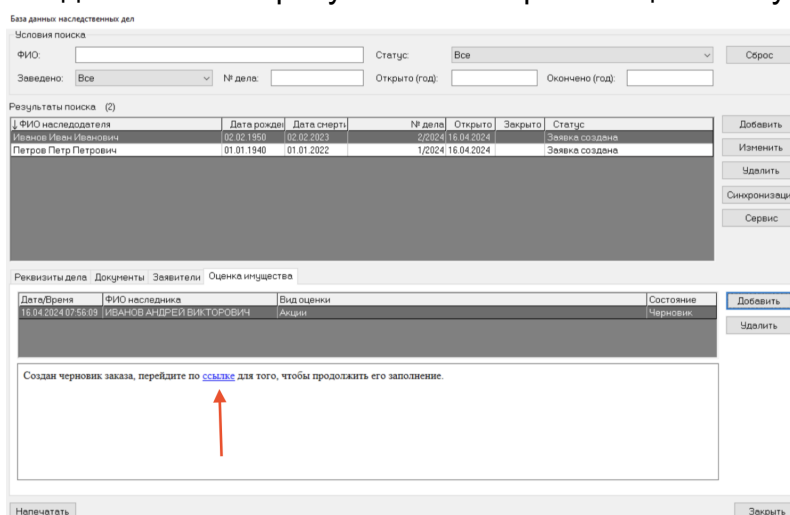 База данных наследственных дел
Условия поиска
ФИО: Статус: Все Сброс
Заведено: Все № дела: Открыто (год): Окончено (год):
Результаты поиска (2)
↓ ФИО наследодателя Дата рожде Дата смерт № дела Открыто Закрыто Статус Добавить
Иванов Иван Иванович 02.02.1950 02.02.2023 2/2024 16.04.2024 Заявка создана
Петров Петр Петрович 01.01.1940 01.01.2022 1/2024 16.04.2024 Заявка создана Изменить
Удалить
Синхронизаци
Сервис
Реквизиты дела Документы Заявители Оценка имущества
Дата/Время ФИО наследника Вид оценки Состояние Добавить
16.04.2024 07:56:09 ИВАНОВ АНДРЕЙ ВИКТОРОВИЧ Акции Черновик
Удалить
Создан черновик заказа, перейдите по ссылке для того, чтобы продолжить его заполнение.
Напечатать Закрыть